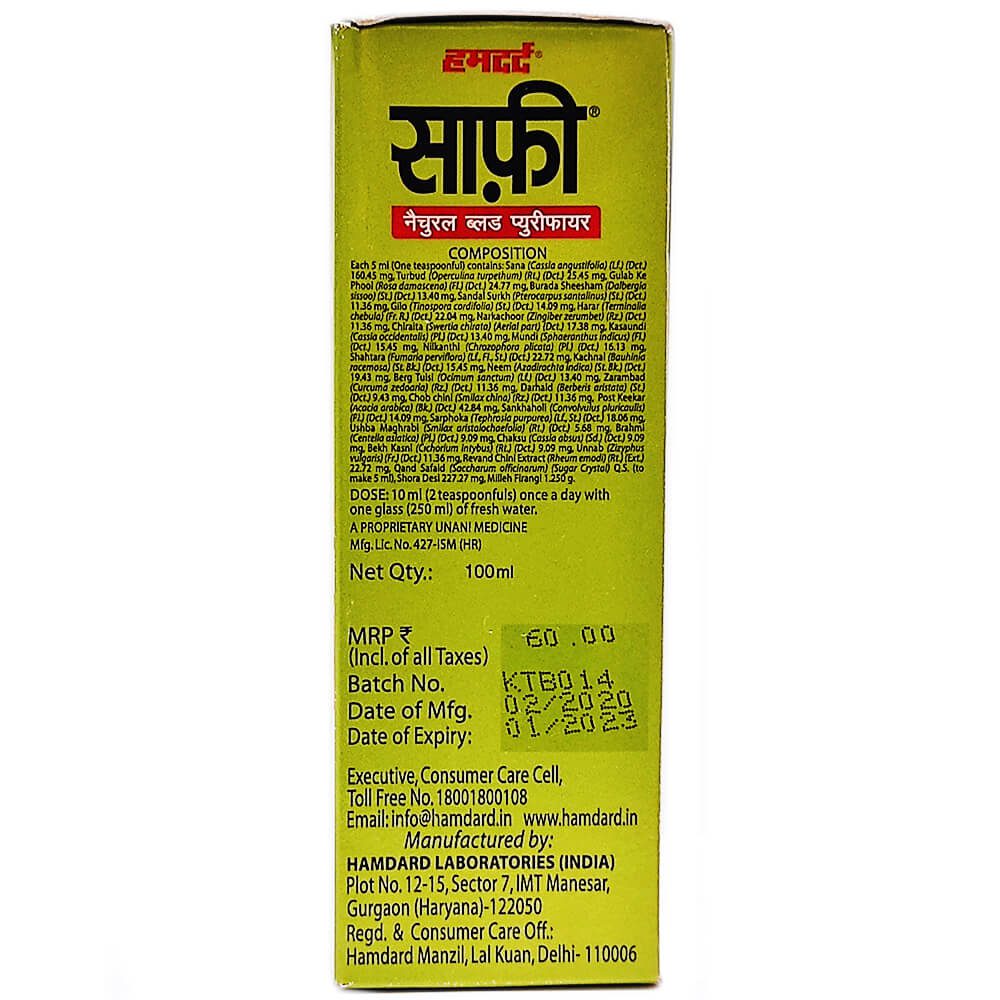 हमदर्द®
साफ़ी®
नैचुरल ब्लड प्युरीफायर
COMPOSITION
Each 5 ml (One teaspoonful) contains: Sana (Cassia angustifolia) (Lf.) (Dct.)
160.45 mg, Turbud (Operculina turpethum) (Rt.) (Dct.) 25.45 mg, Gulab Ke
Phool (Rosa damascena) (Fl.) (Dct.) 24.77 mg, Burada Sheesham (Dalbergia
sissoo) (St.) (Dct.) 13.40 mg, Sandal Surkh (Pterocarpus santalinus) (St.) (Dct.)
11.36 mg, Gilo (Tinospora cordifolia) (St.) (Dct.) 14.09 mg, Harar (Terminalia
chebula) (Fr. R.) (Dct.) 22.04 mg, Narkachoor (Zingiber zerumbet) (Rz.) (Dct.)
11.36 mg, Chiraita (Swertia chirata) (Aerial part) (Dct.) 17.38 mg, Kasaundi
(Cassia occidentalis) (Pl.) (Dct.) 13.40 mg, Mundi (Sphaeranthus indicus) (Fl.)
(Dct.) 15.45 mg, Nilkanthi (Chrozophora plicata) (Pl.) (Dct.) 16.13 mg,
Shahtara (Fumaria perviflora) (Lf., Fl., St.) (Dct.) 22.72 mg, Kachnal (Bauhinia
racemosa) (St. Bk.) (Dct.) 15.45 mg, Neem (Azadirachta indica) (St. Bk.) (Dct.)
19.43 mg, Berg Tulsi (Ocimum sanctum) (Lf.) (Dct.) 13.40 mg, Zarambad
(Curcuma zedoaria) (Rz.) (Dct.) 11.36 mg, Darhald (Berberis aristata) (St.)
(Dct.) 9.43 mg, Chob chini (Smilax china) (Rz.) (Dct.) 11.36 mg, Post Keekar
(Acacia arabica) (Bk.) (Dct.) 42.84 mg, Sankhaholi (Convolvulus pluricaulis)
(Fl.) (Dct.) 14.09 mg, Sarphoka (Tephrosia purpurea) (Lf., St.) (Dct.) 18.06 mg,
Ushba Maghrabi (Smilax aristalochaefolia) (Rt.) (Dct.) 5.68 mg, Brahmi
(Centella asiatica) (Pl.) (Dct.) 9.09 mg, Chaksu (Cassia absus) (Sd.) (Dct.) 9.09
mg, Bekh Kasni (Cichorium intybus) (Rt.) (Dct.) 9.09 mg, Unnab (Zizyphus
vulgaris) (Fr.) (Dct.) 11.36 mg, Revand Chini Extract (Rheum emodi) (Rt.) (Ext.)
22.72 mg, Qand Safaid (Saccharum officinarum) (Sugar Crystal) Q.S. (to
make 5 ml), Shora Desi 227.27 mg, Milleh Firangi 1.250 g.
DOSE: 10 ml (2 teaspoonfuls) once a day with
one glass (250 ml) of fresh water.
A PROPRIETARY UNANI MEDICINE
Mfg. Lic. No. 427-ISM (HR)
Net Qty.: 100ml
MRP ₹ 60.00
(Incl. of all Taxes)
Batch No. KTB014
Date of Mfg. 02/2020
Date of Expiry: 01/2023
Executive, Consumer Care Cell,
Toll Free No. 18001800108
Email: info@hamdard.in www.hamdard.in
Manufactured by:
HAMDARD LABORATORIES (INDIA)
Plot No. 12-15, Sector 7, IMT Manesar,
Gurgaon (Haryana)-122050
Regd. & Consumer Care Off.:
Hamdard Manzil, Lal Kuan, Delhi- 110006